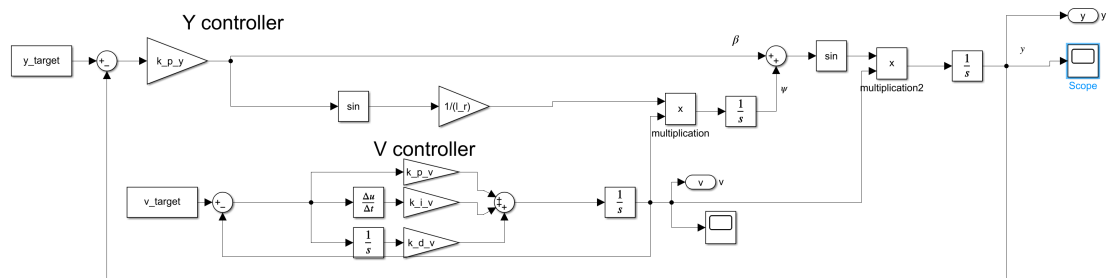 Y controller
y_target
+
−
k_p_y
β
+
+
sin
x
multiplication2
1
s
y
y
y
Scope
sin
1/(l_r)
x
multiplication
1
s
ψ
V controller
v_target
+
−
k_p_v
Δu
Δt
k_i_v
1
s
k_d_v
+
+
+
1
s
v
v